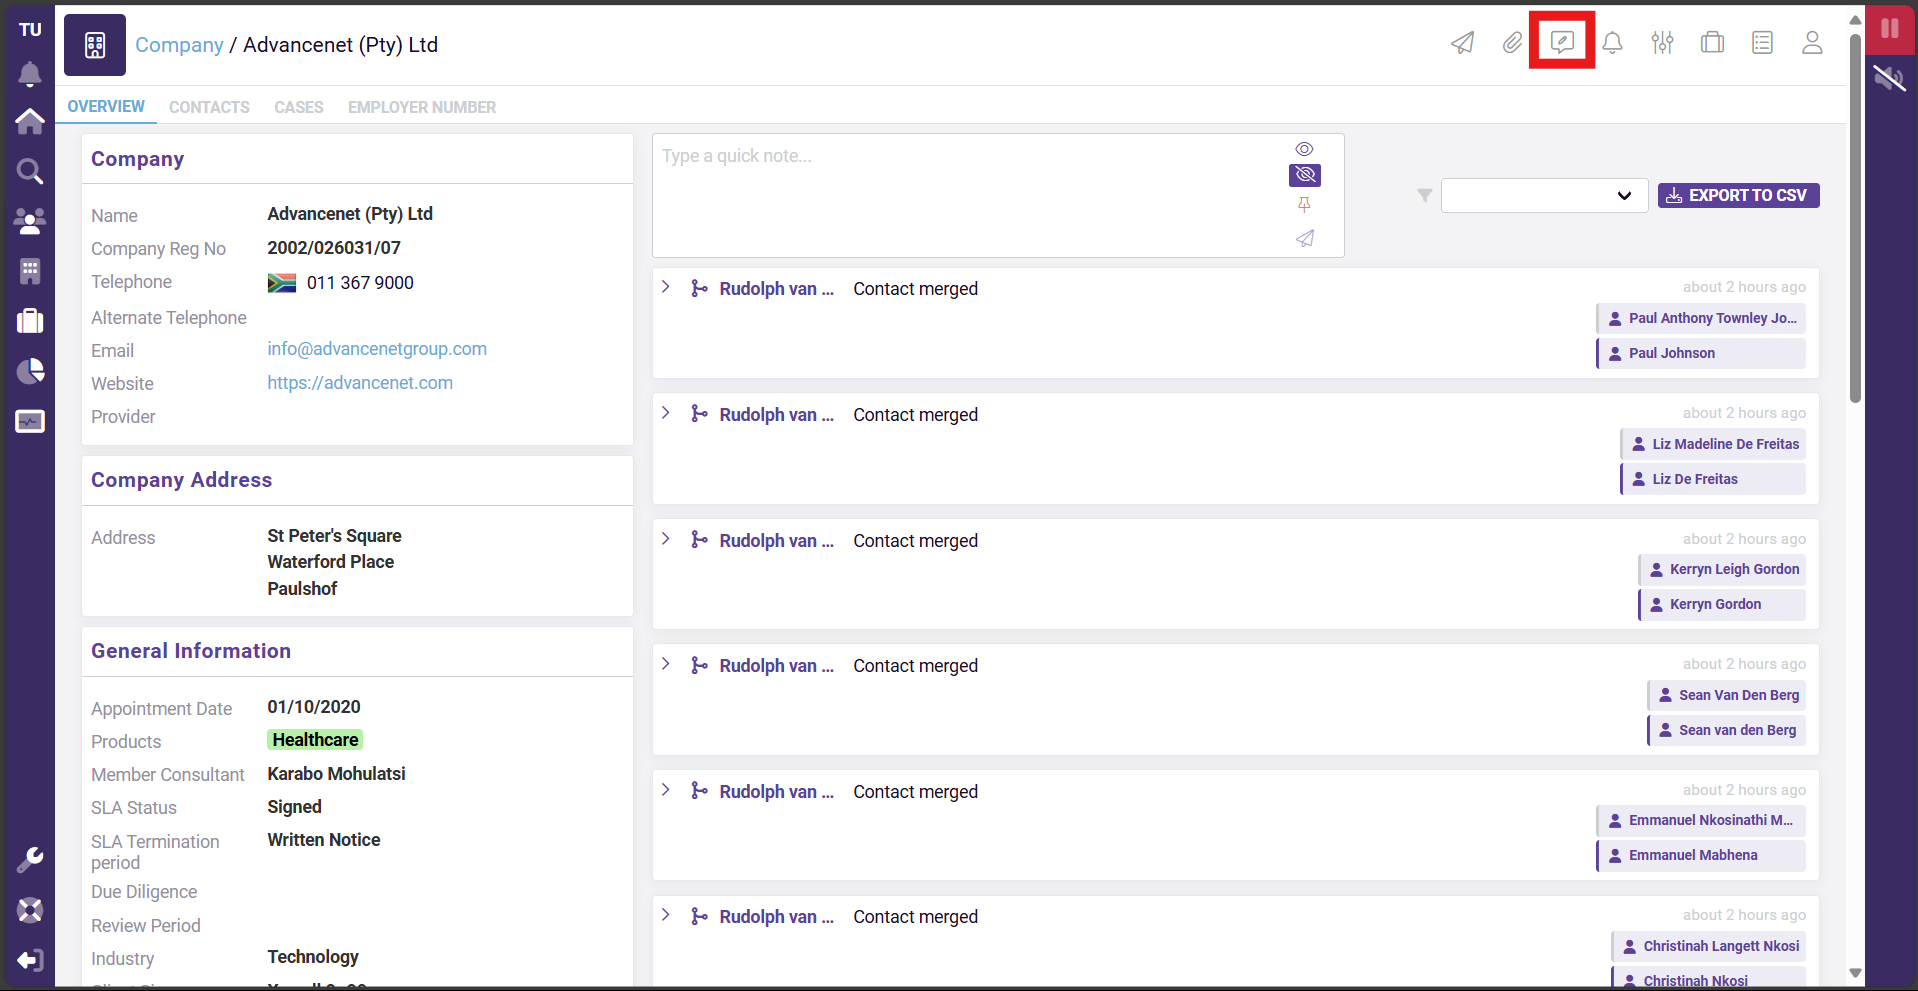 TU
Company / Advancenet (Pty) Ltd
OVERVIEW CONTACTS CASES EMPLOYER NUMBER
Company
Name Advancenet (Pty) Ltd
Company Reg No 2002/026031/07
Telephone 011 367 9000
Alternate Telephone
Email info@advancenetgroup.com
Website https://advancenet.com
Provider
Company Address
Address St Peter's Square
Waterford Place
Paulshof
General Information
Appointment Date 01/10/2020
Products Healthcare
Member Consultant Karabo Mohulatsi
SLA Status Signed
SLA Termination period Written Notice
Due Diligence
Review Period
Industry Technology
Type a quick note...
EXPORT TO CSV
Rudolph van ... Contact merged about 2 hours ago
Paul Anthony Townley Jo...
Paul Johnson
Rudolph van ... Contact merged about 2 hours ago
Liz Madeline De Freitas
Liz De Freitas
Rudolph van ... Contact merged about 2 hours ago
Kerryn Leigh Gordon
Kerryn Gordon
Rudolph van ... Contact merged about 2 hours ago
Sean Van Den Berg
Sean van den Berg
Rudolph van ... Contact merged about 2 hours ago
Emmanuel Nkosinathi M...
Emmanuel Mabhena
Rudolph van ... Contact merged about 2 hours ago
Christinah Langett Nkosi
Christinah Nkosi